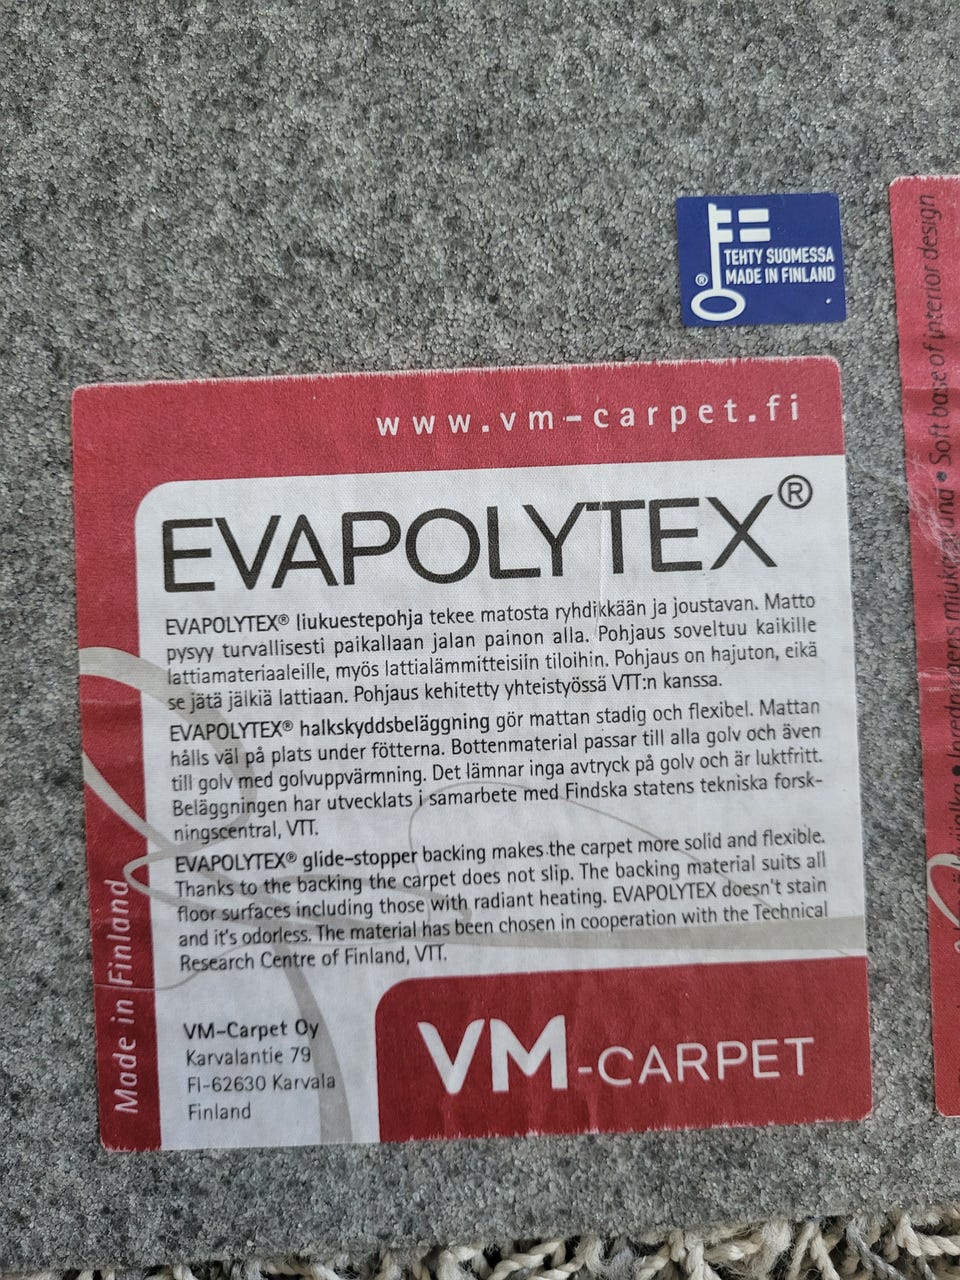 TEHTY SUOMESSA
® MADE IN FINLAND
www.vm-carpet.fi
EVAPOLYTEX®
EVAPOLYTEX® liukuestepohja tekee matosta ryhdikkään ja joustavan. Matto
pysyy turvallisesti paikallaan jalan painon alla. Pohjaus soveltuu kaikille
lattiamateriaaleille, myös lattialämmitteisiin tiloihin. Pohjaus on hajuton, eikä
se jätä jälkiä lattiaan. Pohjaus kehitetty yhteistyössä VTT:n kanssa.
EVAPOLYTEX® halkskyddsbeläggning gör mattan stadig och flexibel. Mattan
hålls väl på plats under fötterna. Bottenmaterial passar till alla golv och även
till golv med golvuppvärmning. Det lämnar inga avtryck på golv och är luktfritt.
Beläggningen har utvecklats i samarbete med Findska statens tekniska forsk-
ningscentral, VTT.
EVAPOLYTEX® glide-stopper backing makes the carpet more solid and flexible.
Thanks to the backing the carpet does not slip. The backing material suits all
floor surfaces including those with radiant heating. EVAPOLYTEX doesn't stain
and it's odorless. The material has been chosen in cooperation with the Technical
Research Centre of Finland, VTT.
Made in Finland
VM-Carpet Oy
Karvalantie 79
FI-62630 Karvala
Finland
VM-CARPET
• Soft base of interior design